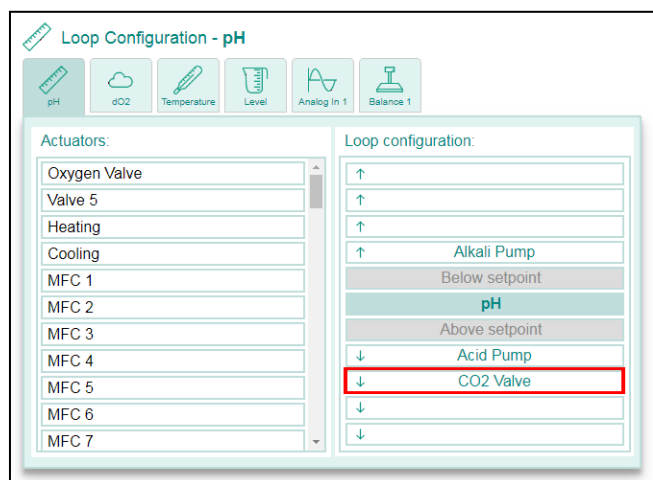 Loop Configuration - pH
pH
dO2
Temperature
Level
Analog In 1
Balance 1
Actuators:
Oxygen Valve
Valve 5
Heating
Cooling
MFC 1
MFC 2
MFC 3
MFC 4
MFC 5
MFC 6
MFC 7
Loop configuration:
↑
↑
↑
↑ Alkali Pump
Below setpoint
pH
Above setpoint
↓ Acid Pump
↓ CO2 Valve
↓
↓